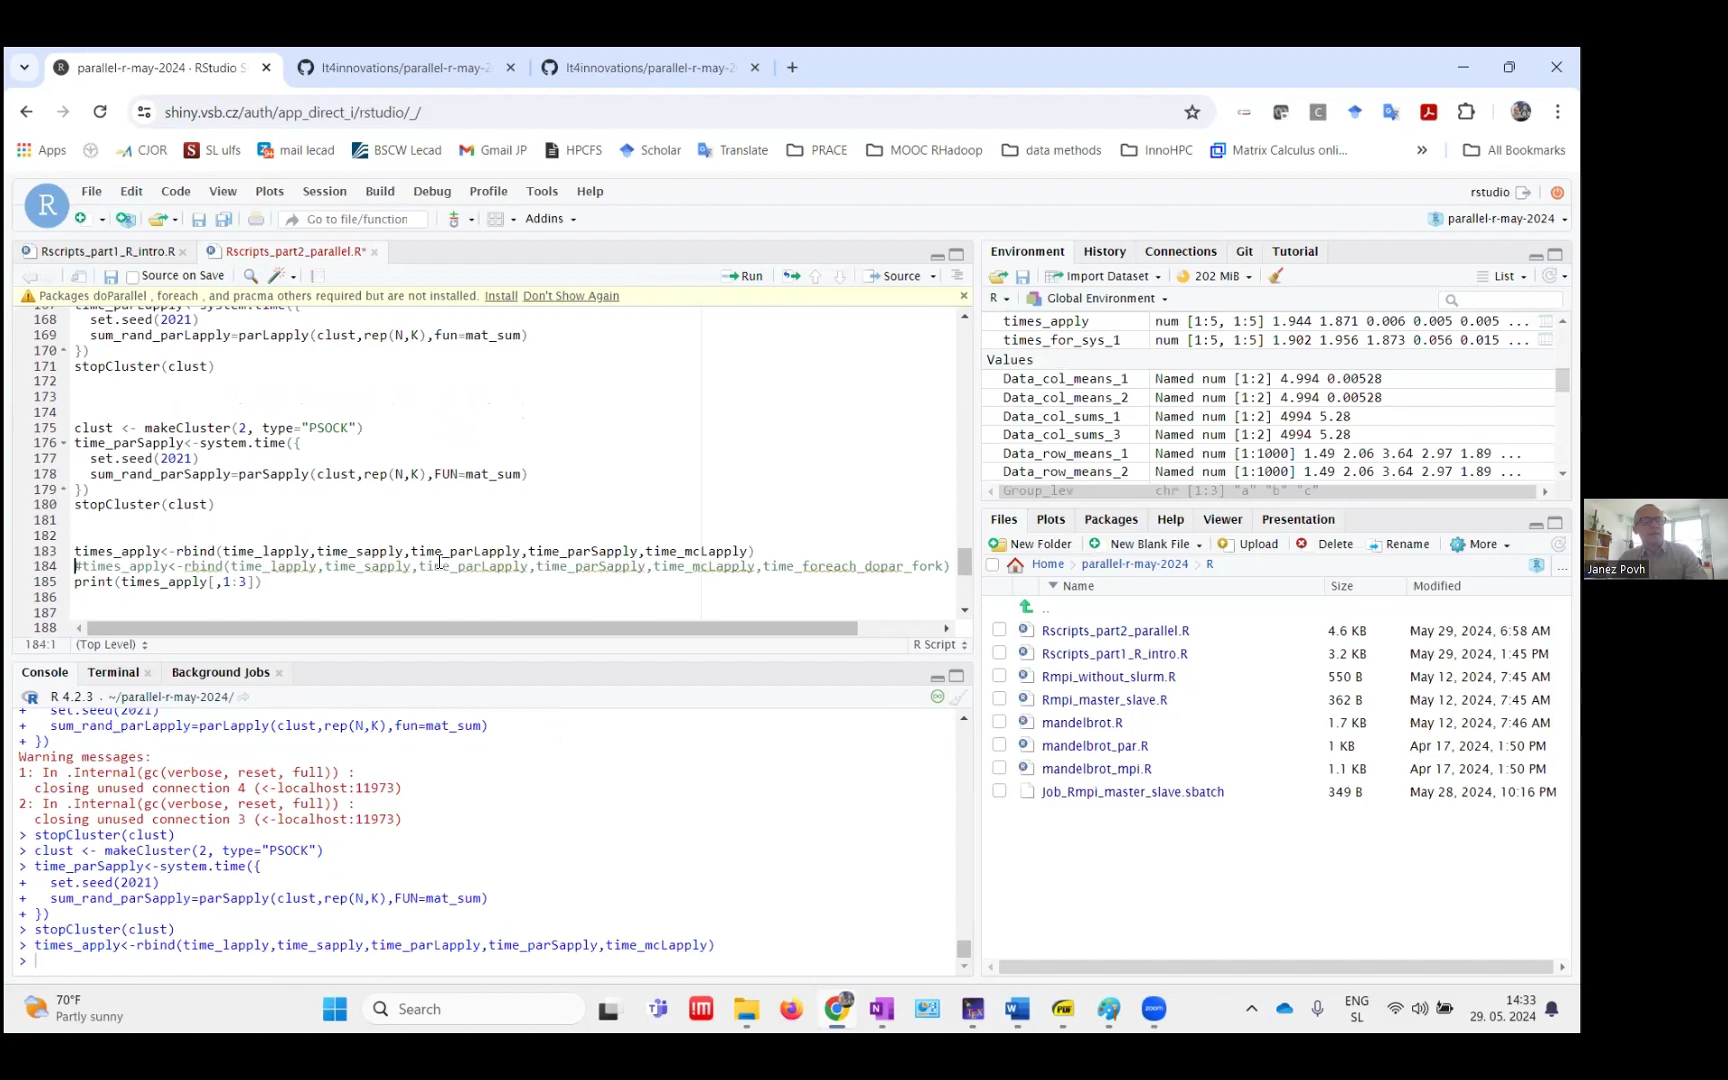 parallel-r-may-2024 · RStudio S
It4innovations/parallel-r-may-2
It4innovations/parallel-r-may-2
shiny.vsb.cz/auth/app_direct_i/rstudio/_/
Apps CJOR SL ulfs mail lecad BSCW Lecad Gmail JP HPCFS Scholar Translate PRACE MOOC RHadoop data methods InnoHPC Matrix Calculus onli... » All Bookmarks
File Edit Code View Plots Session Build Debug Profile Tools Help
rstudio
Go to file/function Addins
parallel-r-may-2024
Rscripts_part1_R_intro.R Rscripts_part2_parallel.R*
Source on Save Run Source
Packages doParallel , foreach , and pracma others required but are not installed. Install Don't Show Again
167 time_parLapply<-system.time({
168 set.seed(2021)
169 sum_rand_parLapply=parLapply(clust,rep(N,K),fun=mat_sum)
170 })
171 stopCluster(clust)
172
173
174
175 clust <- makeCluster(2, type="PSOCK")
176 time_parSapply<-system.time({
177 set.seed(2021)
178 sum_rand_parSapply=parSapply(clust,rep(N,K),FUN=mat_sum)
179 })
180 stopCluster(clust)
181
182
183 times_apply<-rbind(time_lapply,time_sapply,time_parLapply,time_parSapply,time_mcLapply)
184 #times_apply<-rbind(time_lapply,time_sapply,time_parLapply,time_parSapply,time_mcLapply,time_foreach_dopar_fork)
185 print(times_apply[,1:3])
186
187
188
184:1 (Top Level) R Script
Console Terminal Background Jobs
R 4.2.3 · ~/parallel-r-may-2024/
+ set.seed(2021)
+ sum_rand_parLapply=parLapply(clust,rep(N,K),fun=mat_sum)
+ })
Warning messages:
1: In .Internal(gc(verbose, reset, full)) :
closing unused connection 4 (<-localhost:11973)
2: In .Internal(gc(verbose, reset, full)) :
closing unused connection 3 (<-localhost:11973)
> stopCluster(clust)
> clust <- makeCluster(2, type="PSOCK")
> time_parSapply<-system.time({
+ set.seed(2021)
+ sum_rand_parSapply=parSapply(clust,rep(N,K),FUN=mat_sum)
+ })
> stopCluster(clust)
> times_apply<-rbind(time_lapply,time_sapply,time_parLapply,time_parSapply,time_mcLapply)
>
Environment History Connections Git Tutorial
Import Dataset 202 MiB List
R Global Environment
times_apply num [1:5, 1:5] 1.944 1.871 0.006 0.005 0.005 ...
times_for_sys_1 num [1:5, 1:5] 1.902 1.956 1.873 0.056 0.015 ...
Values
Data_col_means_1 Named num [1:2] 4.994 0.00528
Data_col_means_2 Named num [1:2] 4.994 0.00528
Data_col_sums_1 Named num [1:2] 4994 5.28
Data_col_sums_3 Named num [1:2] 4994 5.28
Data_row_means_1 Named num [1:1000] 1.49 2.06 3.64 2.97 1.89 ...
Data_row_means_2 Named num [1:1000] 1.49 2.06 3.64 2.97 1.89 ...
Group_lev chr [1:3] "a" "b" "c"
Files Plots Packages Help Viewer Presentation
New Folder New Blank File Upload Delete Rename More
Home parallel-r-may-2024 R ...
Name Size Modified
..
Rscripts_part2_parallel.R 4.6 KB May 29, 2024, 6:58 AM
Rscripts_part1_R_intro.R 3.2 KB May 29, 2024, 1:45 PM
Rmpi_without_slurm.R 550 B May 12, 2024, 7:45 AM
Rmpi_master_slave.R 362 B May 12, 2024, 7:45 AM
mandelbrot.R 1.7 KB May 12, 2024, 7:46 AM
mandelbrot_par.R 1 KB Apr 17, 2024, 1:50 PM
mandelbrot_mpi.R 1.1 KB Apr 17, 2024, 1:50 PM
Job_Rmpi_master_slave.sbatch 349 B May 28, 2024, 10:16 PM
Janez Povh
70°F
Partly sunny
Search
ENG
SL
14:33
29. 05. 2024